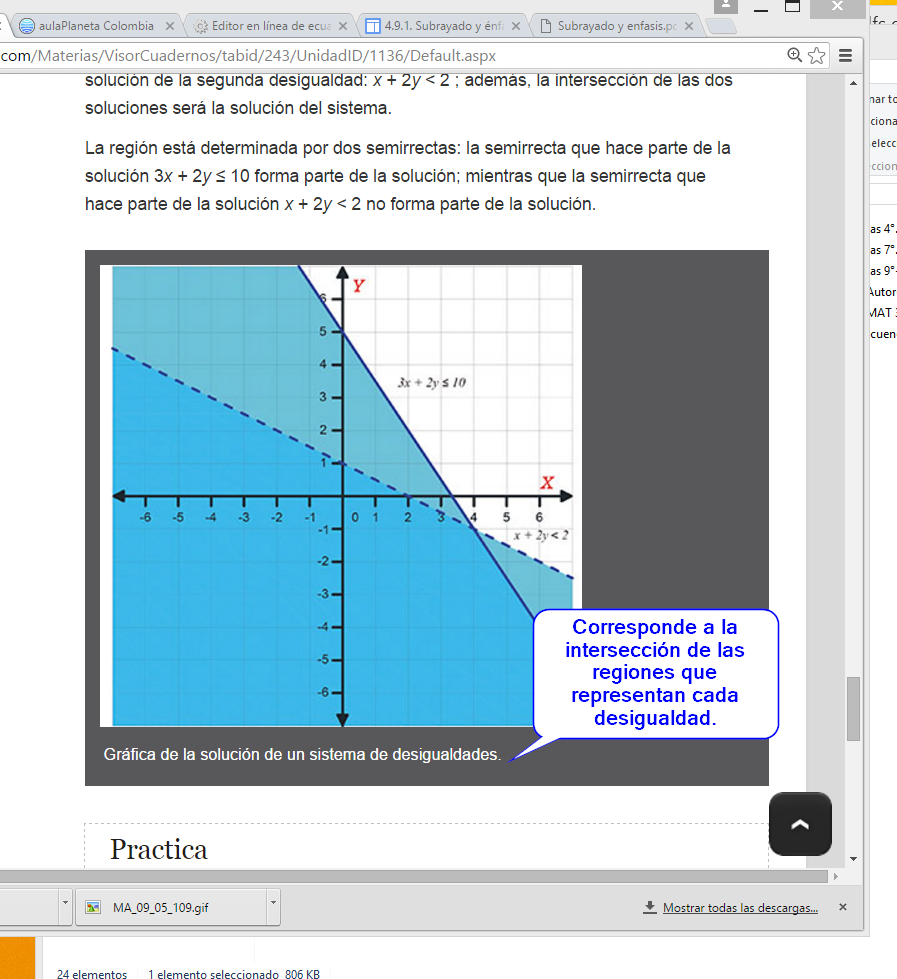 aulaPlaneta Colombia
Editor en línea de ecua
4.9.1. Subrayado y énfa
Subrayado y enfasis.pd
com/Materias/VisorCuadernos/tabid/243/UnidadID/1136/Default.aspx
solución de la segunda desigualdad: x + 2y < 2 ; además, la intersección de las dos
soluciones será la solución del sistema.
La región está determinada por dos semirrectas: la semirrecta que hace parte de la
solución 3x + 2y ≤ 10 forma parte de la solución; mientras que la semirrecta que
hace parte de la solución x + 2y < 2 no forma parte de la solución.
Y
6
5
3x + 2y ≤ 10
4
3
2
1
X
-6 -5 -4 -3 -2 -1 0 1 2 3 4 5 6
-1
x + 2y < 2
-2
-3
-4
-5
-6
Corresponde a la
intersección de las
regiones que
representan cada
desigualdad.
Gráfica de la solución de un sistema de desigualdades.
Practica
MA_09_05_109.gif
Mostrar todas las descargas...
24 elementos 1 elemento seleccionado 806 KB
nar to
ciona
elecc
ccion
as 4°.
as 7°.
as 9°-
Autor
MAT
cuen